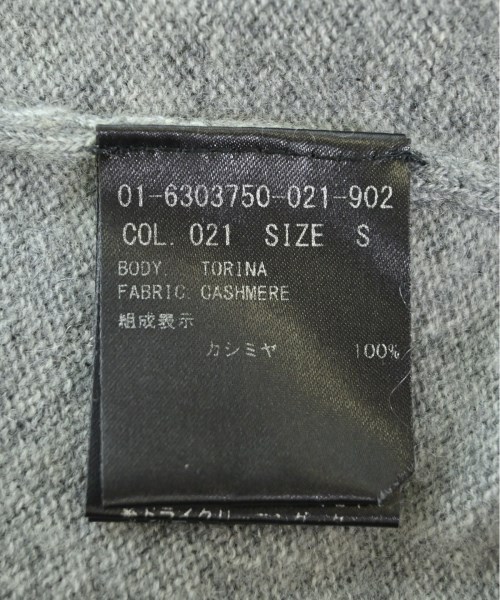 01-6303750-021-902
COL. 021 SIZE S
BODY. TORINA
FABRIC. CASHMERE
組成表示
カシミヤ 100%